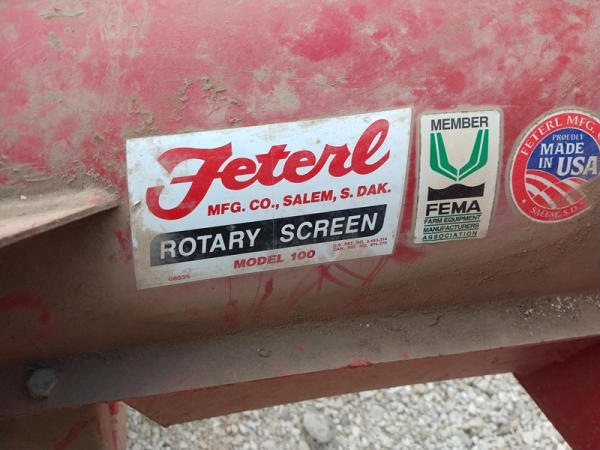 Feterl
MFG. CO., SALEM, S. DAK.
ROTARY SCREEN
MODEL 100
MEMBER
FEMA
FARM EQUIPMENT
MANUFACTURERS
ASSOCIATION
FETERL MFG.
PROUDLY
MADE
IN USA
SALEM, S.D.